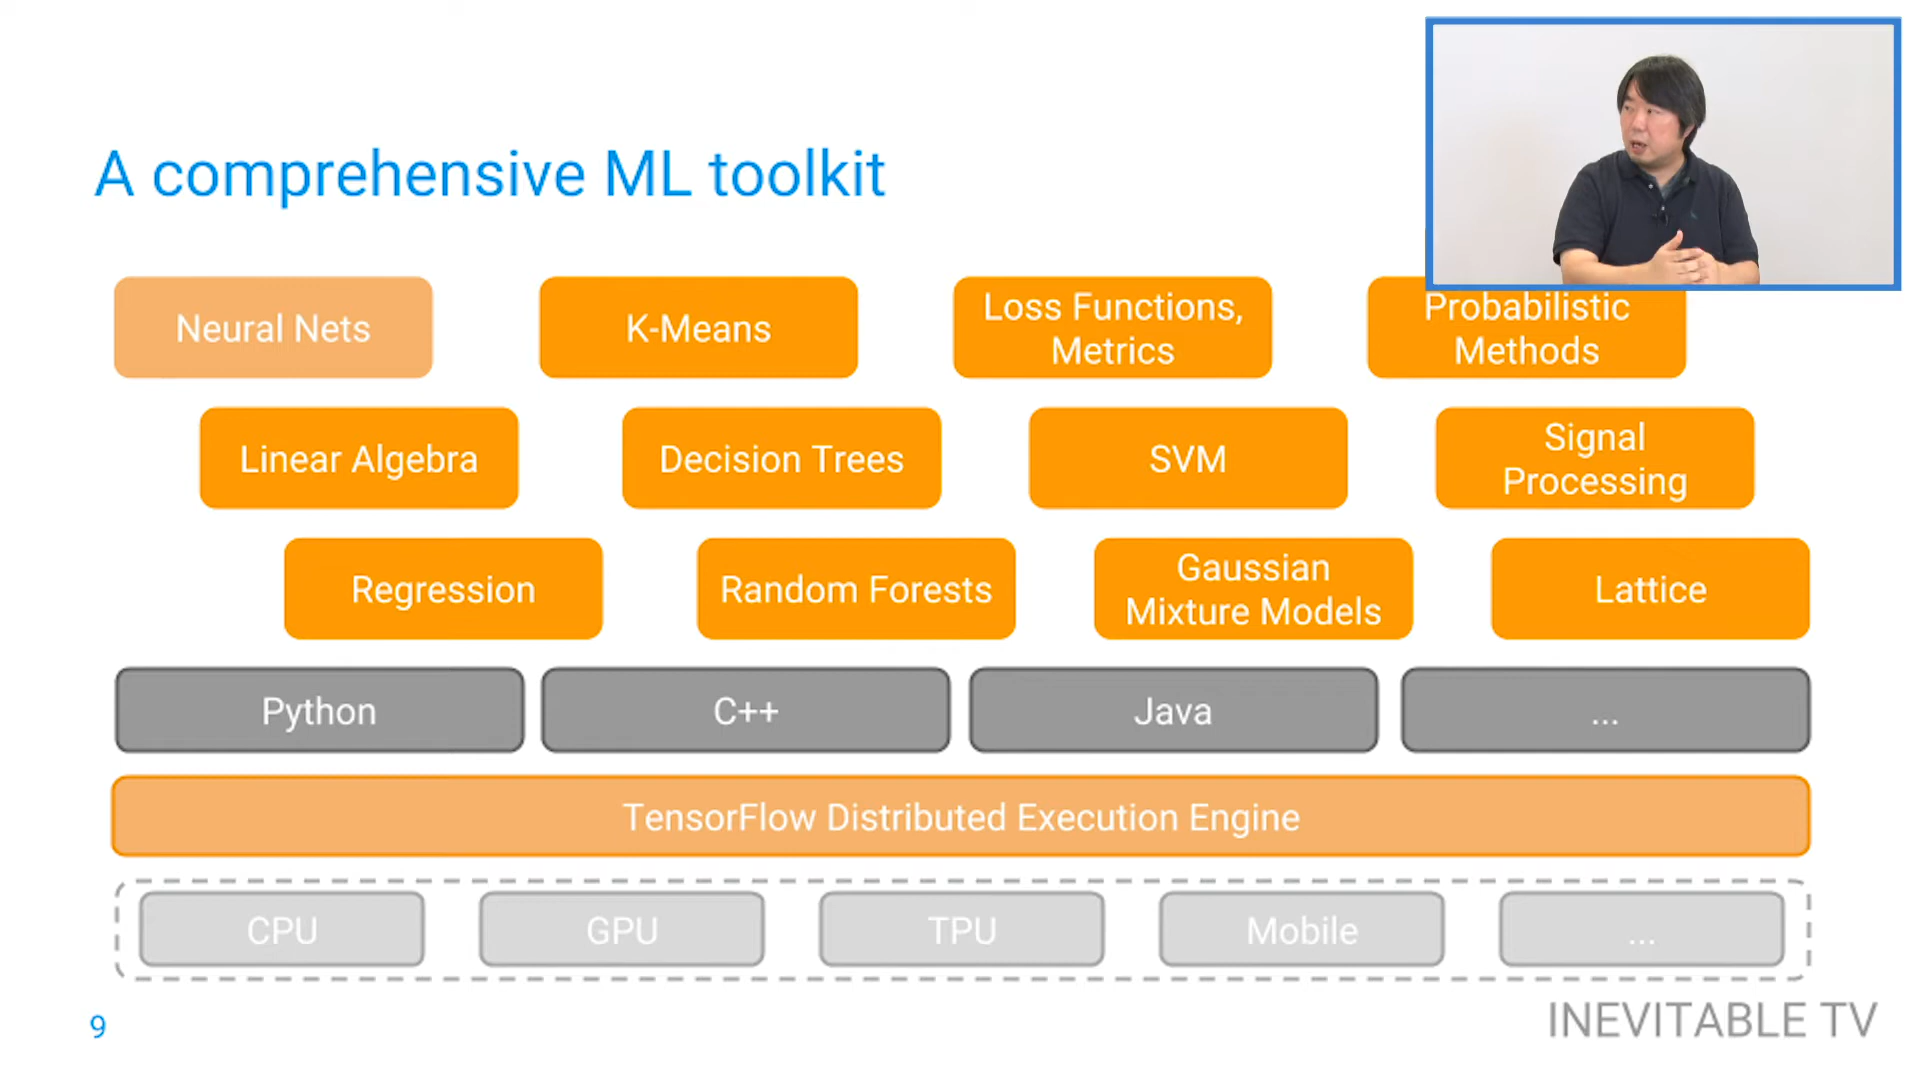 A comprehensive ML toolkit
Neural Nets
K-Means
Loss Functions,
Metrics
Probabilistic
Methods
Linear Algebra
Decision Trees
SVM
Signal
Processing
Regression
Random Forests
Gaussian
Mixture Models
Lattice
Python
C++
Java
...
TensorFlow Distributed Execution Engine
CPU
GPU
TPU
Mobile
...
9
INEVITABLE TV